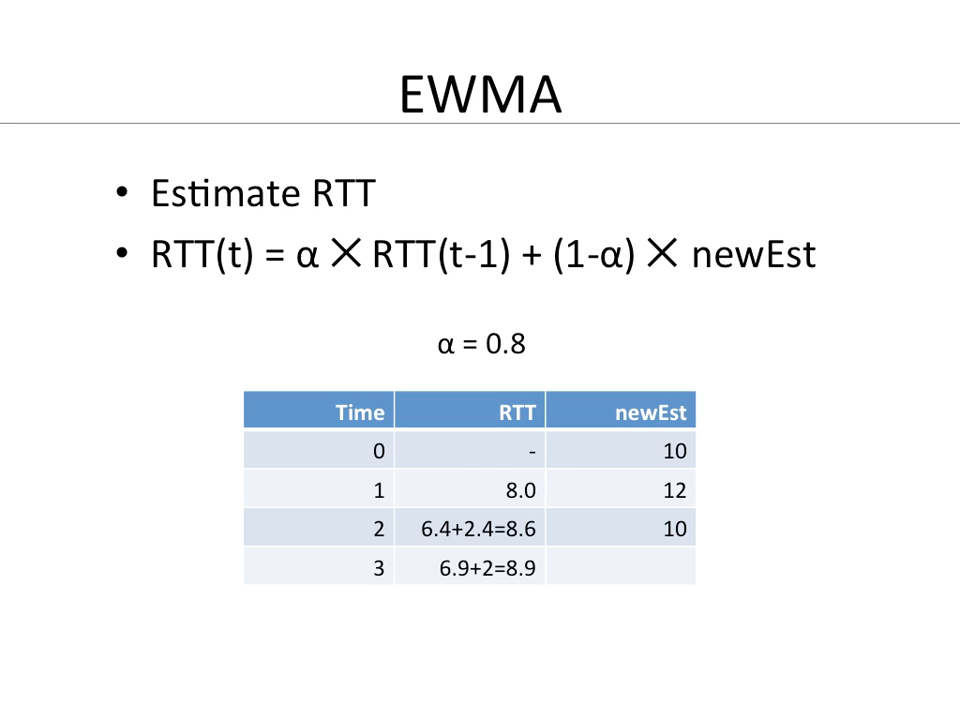 EWMA
• Estimate RTT
• RTT(t) = α ✕ RTT(t-1) + (1-α) ✕ newEst
α = 0.8
Time RTT newEst
0 - 10
1 8.0 12
2 6.4+2.4=8.6 10
3 6.9+2=8.9